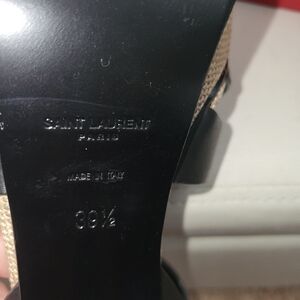 SAINT LAURENT
PARIS
MADE IN ITALY
39½